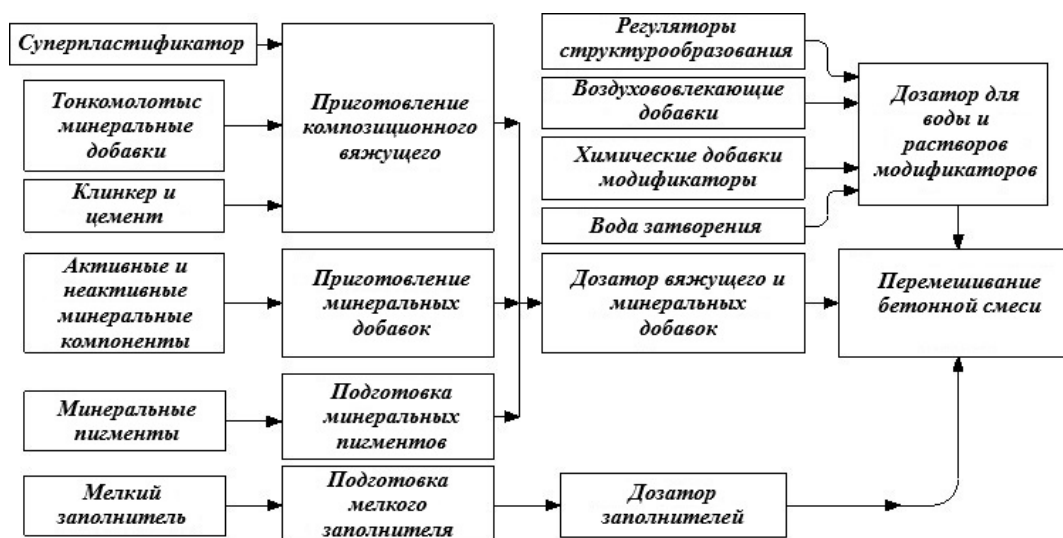 Суперпластификатор
Тонкомолотыс
минеральные
добавки
Клинкер и
цемент
Приготовление
композиционного
вяжущего
Регуляторы
структурообразования
Воздухововлекающие
добавки
Химические добавки
модификаторы
Вода затворения
Дозатор для
воды и
растворов
модификаторов
Активные и
неактивные
минеральные
компоненты
Приготовление
минеральных
добавок
Дозатор вяжущего и
минеральных
добавок
Перемешивание
бетонной смеси
Минеральные
пигменты
Подготовка
минеральных
пигментов
Мелкий
заполнитель
Подготовка
мелкого
заполнителя
Дозатор
заполнителей